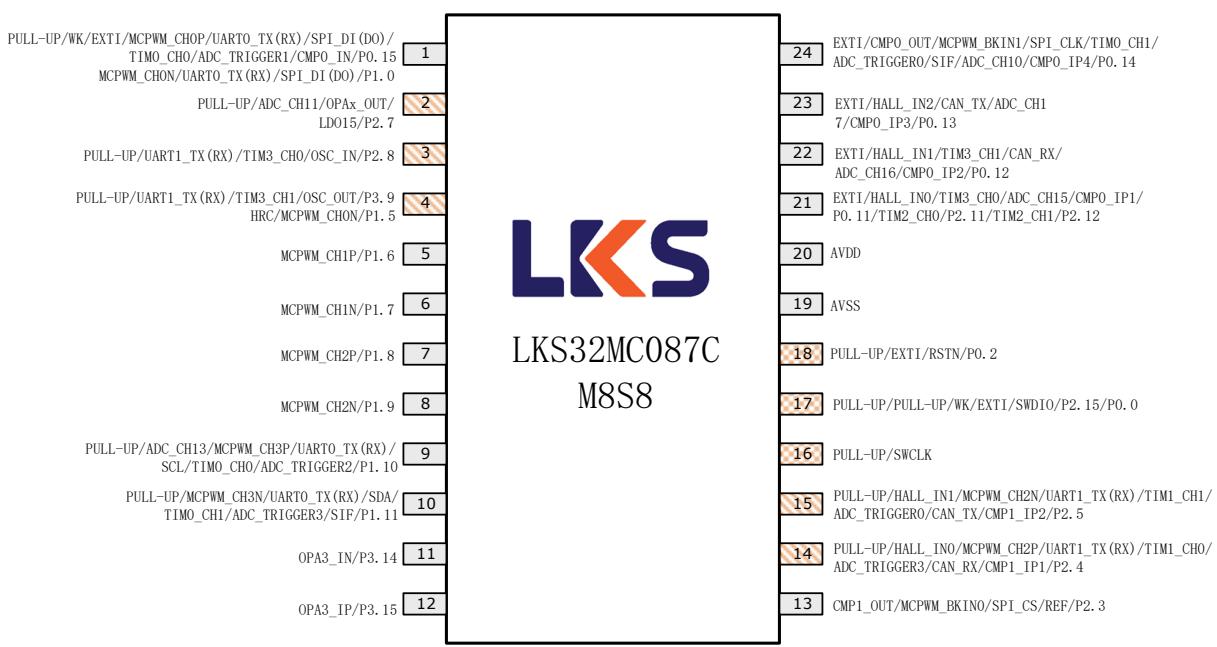 PULL-UP/WK/EXTI/MCPWM_CH0P/UART0_TX(RX)/SPI_DI(DO)/
TIM0_CH0/ADC_TRIGGER1/CMP0_IN/P0.15
MCPWM_CH0N/UART0_TX(RX)/SPI_DI(DO)/P1.0
1
PULL-UP/ADC_CH11/OPAx_OUT/
LDO15/P2.7
2
PULL-UP/UART1_TX(RX)/TIM3_CH0/OSC_IN/P2.8
3
PULL-UP/UART1_TX(RX)/TIM3_CH1/OSC_OUT/P3.9
HRC/MCPWM_CH0N/P1.5
4
MCPWM_CH1P/P1.6
5
MCPWM_CH1N/P1.7
6
MCPWM_CH2P/P1.8
7
MCPWM_CH2N/P1.9
8
PULL-UP/ADC_CH13/MCPWM_CH3P/UART0_TX(RX)/
SCL/TIM0_CH0/ADC_TRIGGER2/P1.10
9
PULL-UP/MCPWM_CH3N/UART0_TX(RX)/SDA/
TIM0_CH1/ADC_TRIGGER3/SIF/P1.11
10
OPA3_IN/P3.14
11
OPA3_IP/P3.15
12
LKS
LKS32MC087C
M8S8
24
EXTI/CMP0_OUT/MCPWM_BKIN1/SPI_CLK/TIM0_CH1/
ADC_TRIGGER0/SIF/ADC_CH10/CMP0_IP4/P0.14
23
EXTI/HALL_IN2/CAN_TX/ADC_CH1
7/CMP0_IP3/P0.13
22
EXTI/HALL_IN1/TIM3_CH1/CAN_RX/
ADC_CH16/CMP0_IP2/P0.12
21
EXTI/HALL_IN0/TIM3_CH0/ADC_CH15/CMP0_IP1/
P0.11/TIM2_CH0/P2.11/TIM2_CH1/P2.12
20
AVDD
19
AVSS
18
PULL-UP/EXTI/RSTN/P0.2
17
PULL-UP/PULL-UP/WK/EXTI/SWDIO/P2.15/P0.0
16
PULL-UP/SWCLK
15
PULL-UP/HALL_IN1/MCPWM_CH2N/UART1_TX(RX)/TIM1_CH1/
ADC_TRIGGER0/CAN_TX/CMP1_IP2/P2.5
14
PULL-UP/HALL_IN0/MCPWM_CH2P/UART1_TX(RX)/TIM1_CH0/
ADC_TRIGGER3/CAN_RX/CMP1_IP1/P2.4
13
CMP1_OUT/MCPWM_BKIN0/SPI_CS/REF/P2.3